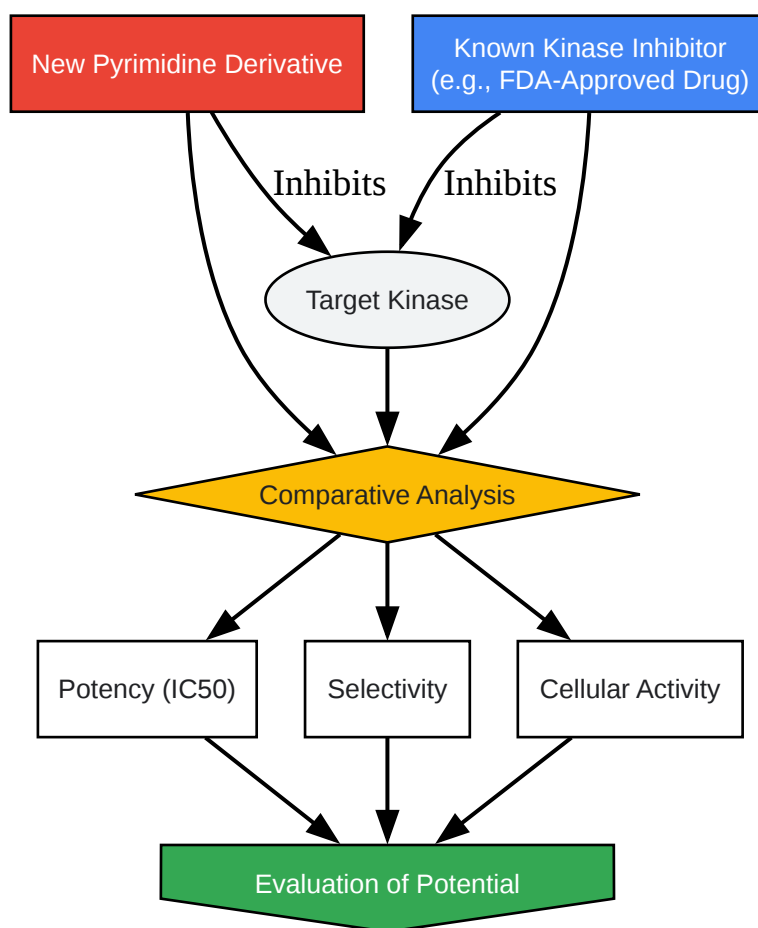 New Pyrimidine Derivative
Known Kinase Inhibitor
(e.g., FDA-Approved Drug)
Inhibits
Inhibits
Target Kinase
Comparative Analysis
Potency (IC50)
Selectivity
Cellular Activity
Evaluation of Potential